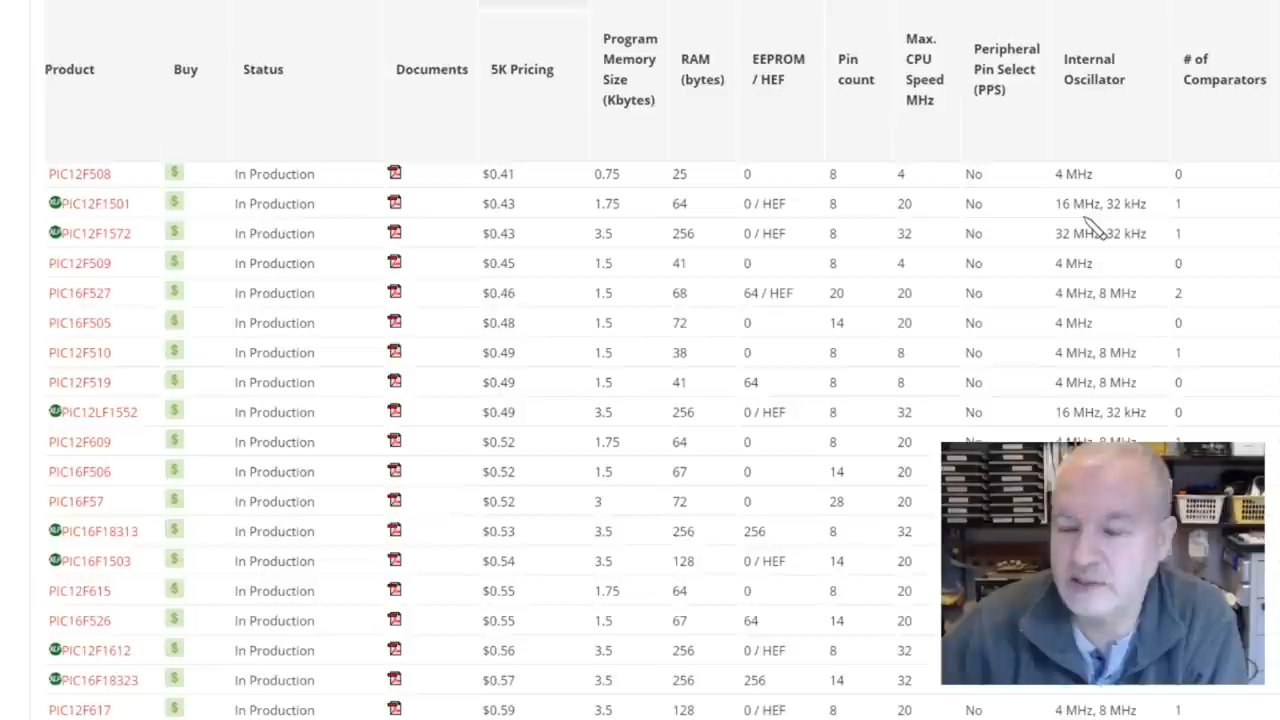 Product Buy Status Documents 5K Pricing Program Memory Size (Kbytes) RAM (bytes) EEPROM / HEF Pin count Max. CPU Speed MHz Peripheral Pin Select (PPS) Internal Oscillator # of Comparators
PIC12F508 $ In Production $0.41 0.75 25 0 8 4 No 4 MHz 0
PIC12F1501 $ In Production $0.43 1.75 64 0 / HEF 8 20 No 16 MHz, 32 kHz 1
PIC12F1572 $ In Production $0.43 3.5 256 0 / HEF 8 32 No 32 MHz, 32 kHz 1
PIC12F509 $ In Production $0.45 1.5 41 0 8 4 No 4 MHz 0
PIC16F527 $ In Production $0.46 1.5 68 64 / HEF 20 20 No 4 MHz, 8 MHz 2
PIC16F505 $ In Production $0.48 1.5 72 0 14 20 No 4 MHz 0
PIC12F510 $ In Production $0.49 1.5 38 0 8 8 No 4 MHz, 8 MHz 1
PIC12F519 $ In Production $0.49 1.5 41 64 8 8 No 4 MHz, 8 MHz 0
PIC12LF1552 $ In Production $0.49 3.5 256 0 / HEF 8 32 No 16 MHz, 32 kHz 0
PIC12F609 $ In Production $0.52 1.75 64 0 8 20 No 4 MHz, 8 MHz 1
PIC16F506 $ In Production $0.52 1.5 67 0 14 20
PIC16F57 $ In Production $0.52 3 72 0 28 20
PIC16F18313 $ In Production $0.53 3.5 256 256 8 32
PIC16F1503 $ In Production $0.54 3.5 128 0 / HEF 14 20
PIC12F615 $ In Production $0.55 1.75 64 0 8 20
PIC16F526 $ In Production $0.55 1.5 67 64 14 20
PIC12F1612 $ In Production $0.56 3.5 256 0 / HEF 8 32
PIC16F18323 $ In Production $0.57 3.5 256 256 14 32
PIC12F617 $ In Production $0.59 3.5 128 0 / HEF 8 20 No 4 MHz, 8 MHz 1